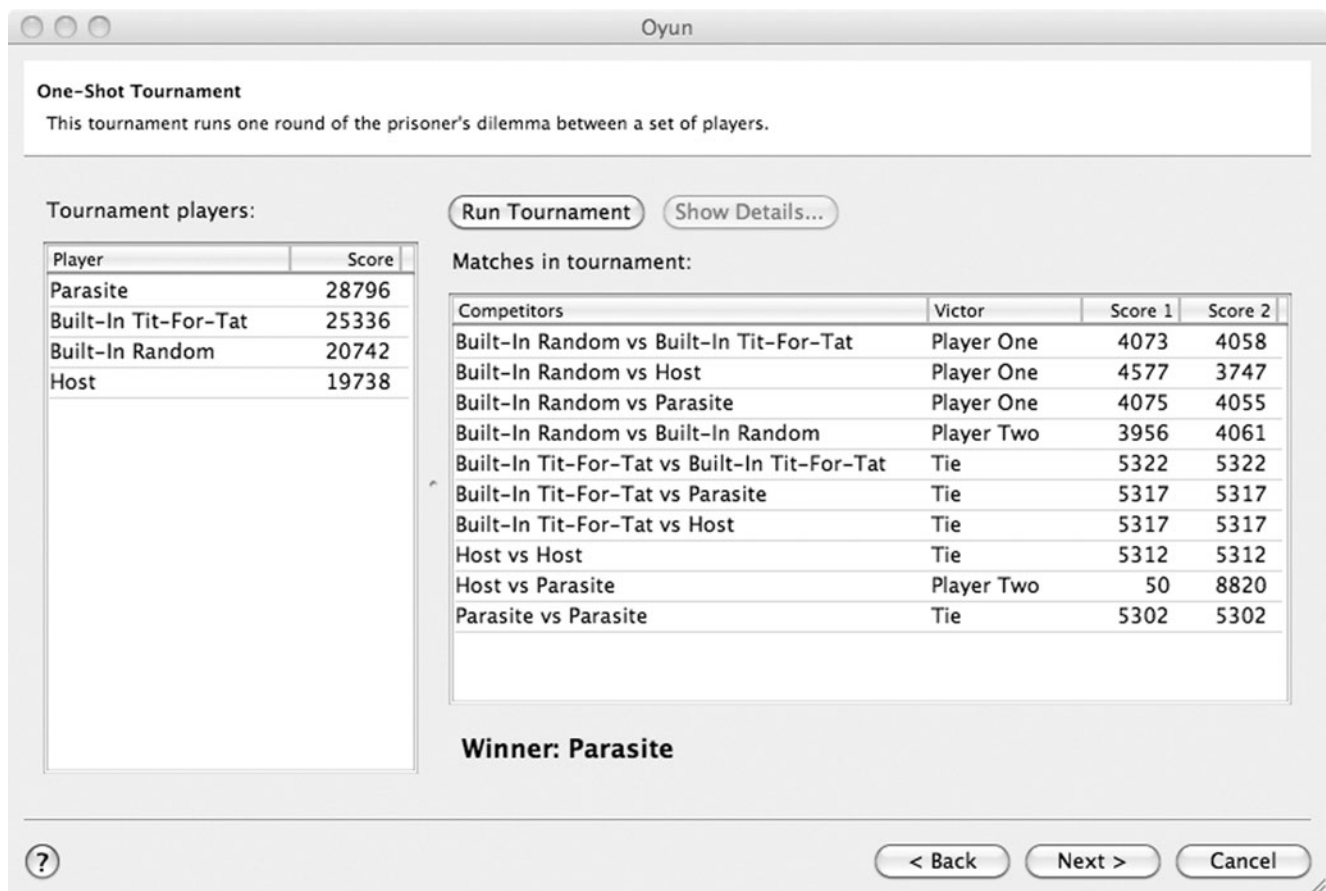 Oyun
One-Shot Tournament
This tournament runs one round of the prisoner's dilemma between a set of players.
Tournament players:
Player Score
Parasite 28796
Built-In Tit-For-Tat 25336
Built-In Random 20742
Host 19738
Run Tournament Show Details...
Matches in tournament:
Competitors Victor Score 1 Score 2
Built-In Random vs Built-In Tit-For-Tat Player One 4073 4058
Built-In Random vs Host Player One 4577 3747
Built-In Random vs Parasite Player One 4075 4055
Built-In Random vs Built-In Random Player Two 3956 4061
Built-In Tit-For-Tat vs Built-In Tit-For-Tat Tie 5322 5322
Built-In Tit-For-Tat vs Parasite Tie 5317 5317
Built-In Tit-For-Tat vs Host Tie 5317 5317
Host vs Host Tie 5312 5312
Host vs Parasite Player Two 50 8820
Parasite vs Parasite Tie 5302 5302
Winner: Parasite
? < Back Next > Cancel